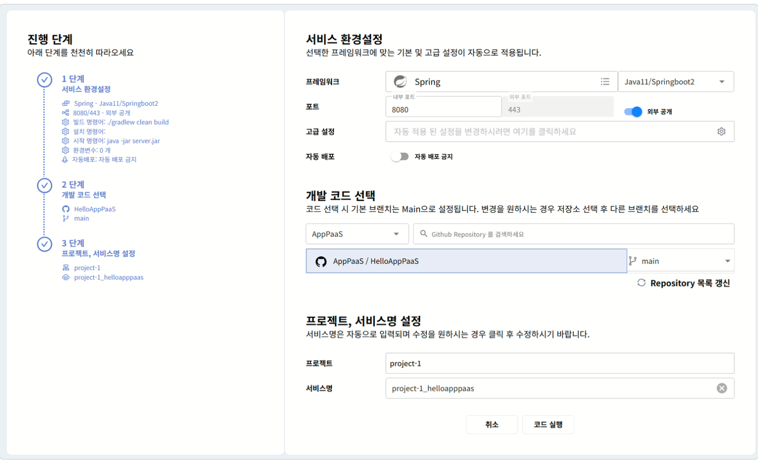 진행 단계
아래 단계를 천천히 따라오세요
1 단계
서비스 환경설정
Spring - Java11/Springboot2
8080/443 - 외부 공개
빌드 명령어: ./gradlew clean build
설치 명령어:
시작 명령어: java -jar server.jar
환경변수: 0 개
자동배포: 자동 배포 금지
2 단계
개발 코드 선택
HelloAppPaaS
main
3 단계
프로젝트, 서비스명 설정
project-1
project-1_helloapppaas
서비스 환경설정
선택한 프레임워크에 맞는 기본 및 고급 설정이 자동으로 적용됩니다.
프레임워크
Spring
Java11/Springboot2
포트
내부 포트
8080
외부 포트
443
외부 공개
고급 설정
자동 적용 된 설정을 변경하시려면 여기를 클릭하세요
자동 배포
자동 배포 금지
개발 코드 선택
코드 선택 시 기본 브랜치는 Main으로 설정됩니다. 변경을 원하시는 경우 저장소 선택 후 다른 브랜치를 선택하세요
AppPaaS
Github Repository 를 검색하세요
AppPaaS / HelloAppPaaS
main
Repository 목록 갱신
프로젝트, 서비스명 설정
서비스명은 자동으로 입력되며 수정을 원하시는 경우 클릭 후 수정하시기 바랍니다.
프로젝트
project-1
서비스명
project-1_helloapppaas
취소
코드 실행